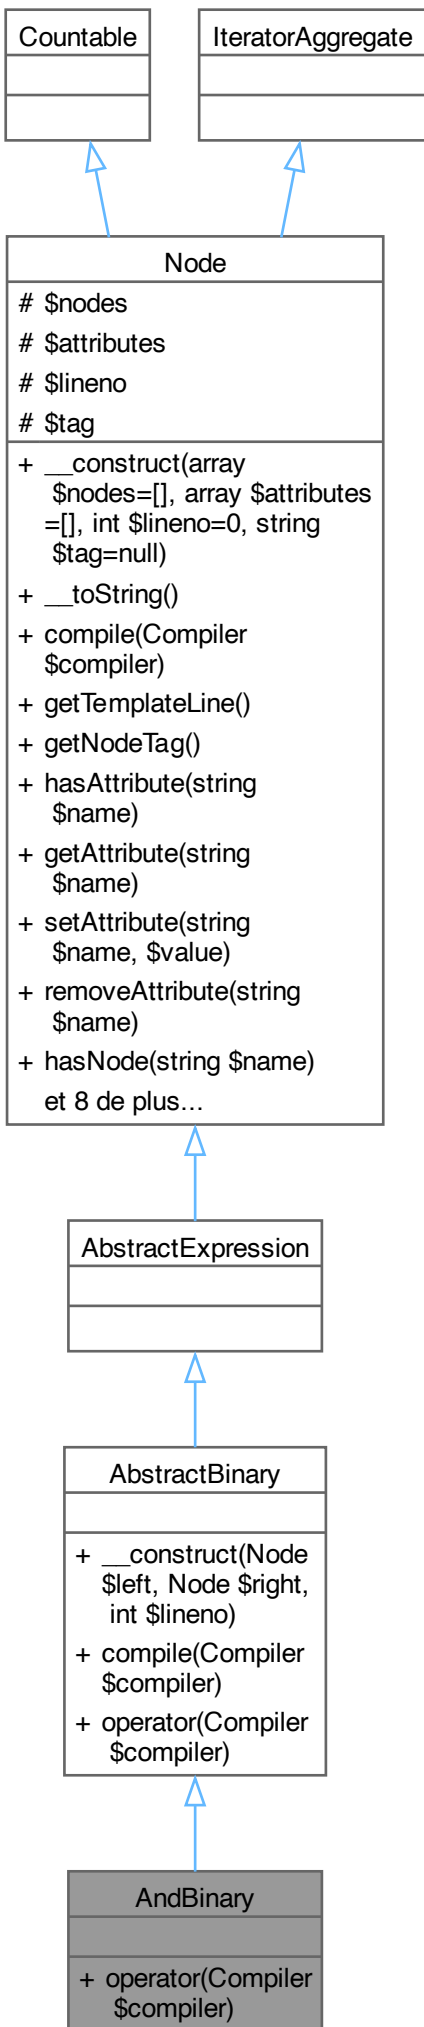 Countable
IteratorAggregate
Node
# $nodes
# $attributes
# $lineno
# $tag
+ __construct(array
$nodes=[], array $attributes
=[], int $lineno=0, string
$tag=null)
+ __toString()
+ compile(Compiler
$compiler)
+ getTemplateLine()
+ getNodeTag()
+ hasAttribute(string
$name)
+ getAttribute(string
$name)
+ setAttribute(string
$name, $value)
+ removeAttribute(string
$name)
+ hasNode(string $name)
et 8 de plus...
AbstractExpression
AbstractBinary
+ __construct(Node
$left, Node $right,
int $lineno)
+ compile(Compiler
$compiler)
+ operator(Compiler
$compiler)
AndBinary
+ operator(Compiler
$compiler)